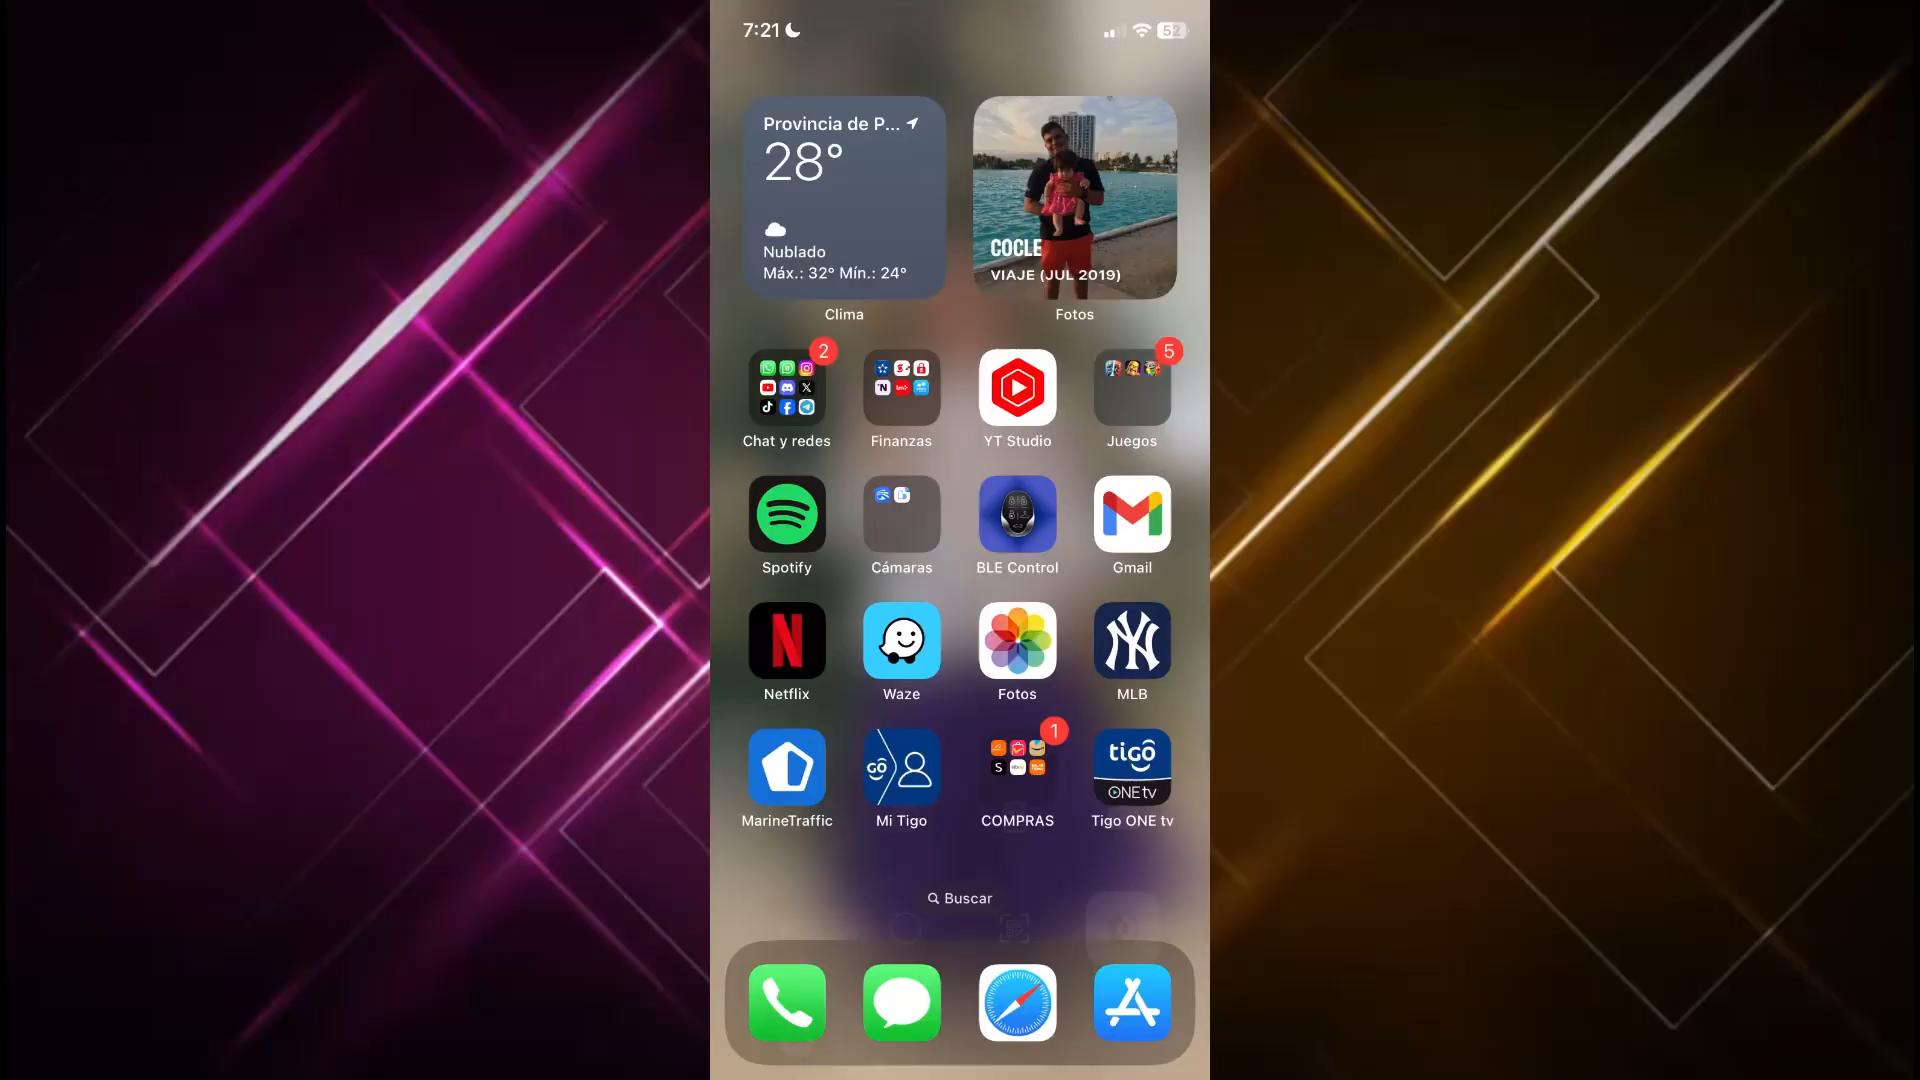 7:21
52
Provincia de P...
28°
Nublado
Máx.: 32° Mín.: 24°
Clima
COCLE
VIAJE (JUL 2019)
Fotos
2
5
Chat y redes
Finanzas
YT Studio
Juegos
Spotify
Cámaras
BLE Control
Gmail
Netflix
Waze
Fotos
MLB
1
GÔ
tigô
ONEtv
MarineTraffic
Mi Tigo
COMPRAS
Tigo ONE tv
Buscar